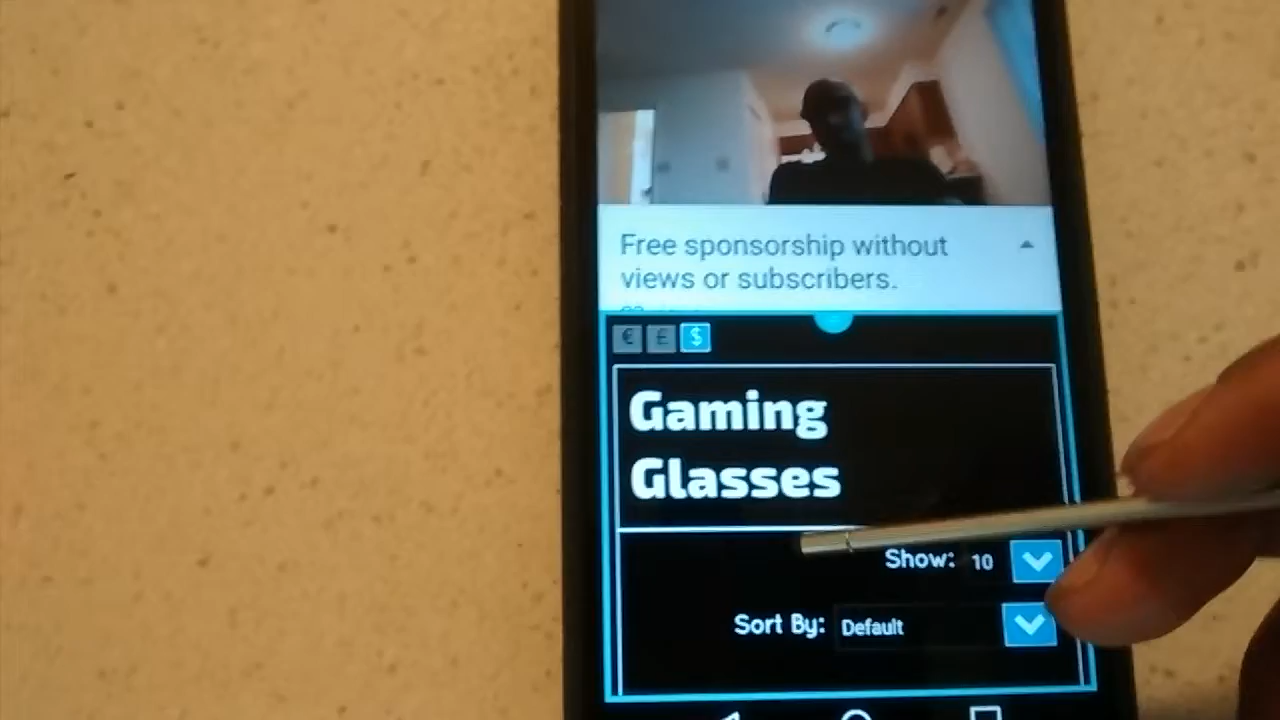 Free sponsorship without
views or subscribers.
€ £ $
Gaming
Glasses
Show: 10
Sort By: Default